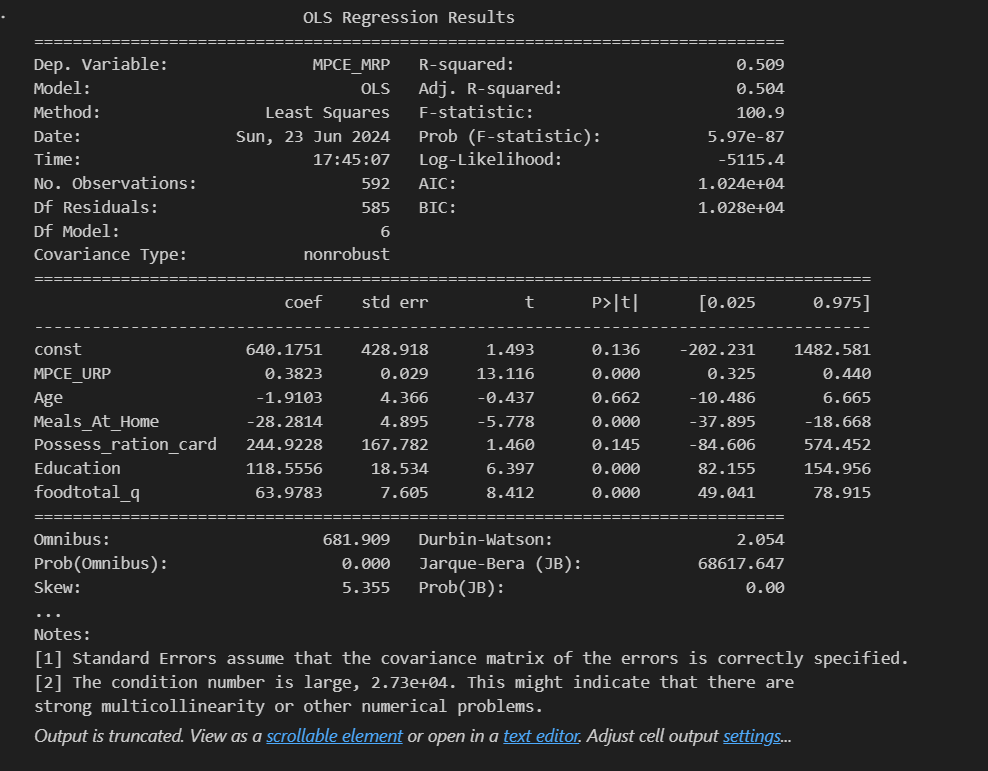 OLS Regression Results
==============================================================================
Dep. Variable:               MPCE_MRP   R-squared:                       0.509
Model:                            OLS   Adj. R-squared:                  0.504
Method:                 Least Squares   F-statistic:                     100.9
Date:                Sun, 23 Jun 2024   Prob (F-statistic):           5.97e-87
Time:                        17:45:07   Log-Likelihood:                -5115.4
No. Observations:                 592   AIC:                         1.024e+04
Df Residuals:                     585   BIC:                         1.028e+04
Df Model:                           6
Covariance Type:            nonrobust
=======================================================================================
                          coef    std err          t      P>|t|      [0.025      0.975]
---------------------------------------------------------------------------------------
const                 640.1751    428.918      1.493      0.136    -202.231    1482.581
MPCE_URP                0.3823      0.029     13.116      0.000       0.325       0.440
Age                    -1.9103      4.366     -0.437      0.662     -10.486       6.665
Meals_At_Home         -28.2814      4.895     -5.778      0.000     -37.895     -18.668
Possess_ration_card   244.9228    167.782      1.460      0.145     -84.606     574.452
Education             118.5556     18.534      6.397      0.000      82.155     154.956
foodtotal_q            63.9783      7.605      8.412      0.000      49.041      78.915
==============================================================================
Omnibus:                      681.909   Durbin-Watson:                   2.054
Prob(Omnibus):                  0.000   Jarque-Bera (JB):            68617.647
Skew:                           5.355   Prob(JB):                         0.00
...
Notes:
[1] Standard Errors assume that the covariance matrix of the errors is correctly specified.
[2] The condition number is large, 2.73e+04. This might indicate that there are
strong multicollinearity or other numerical problems.
Output is truncated. View as a scrollable element or open in a text editor. Adjust cell output settings...